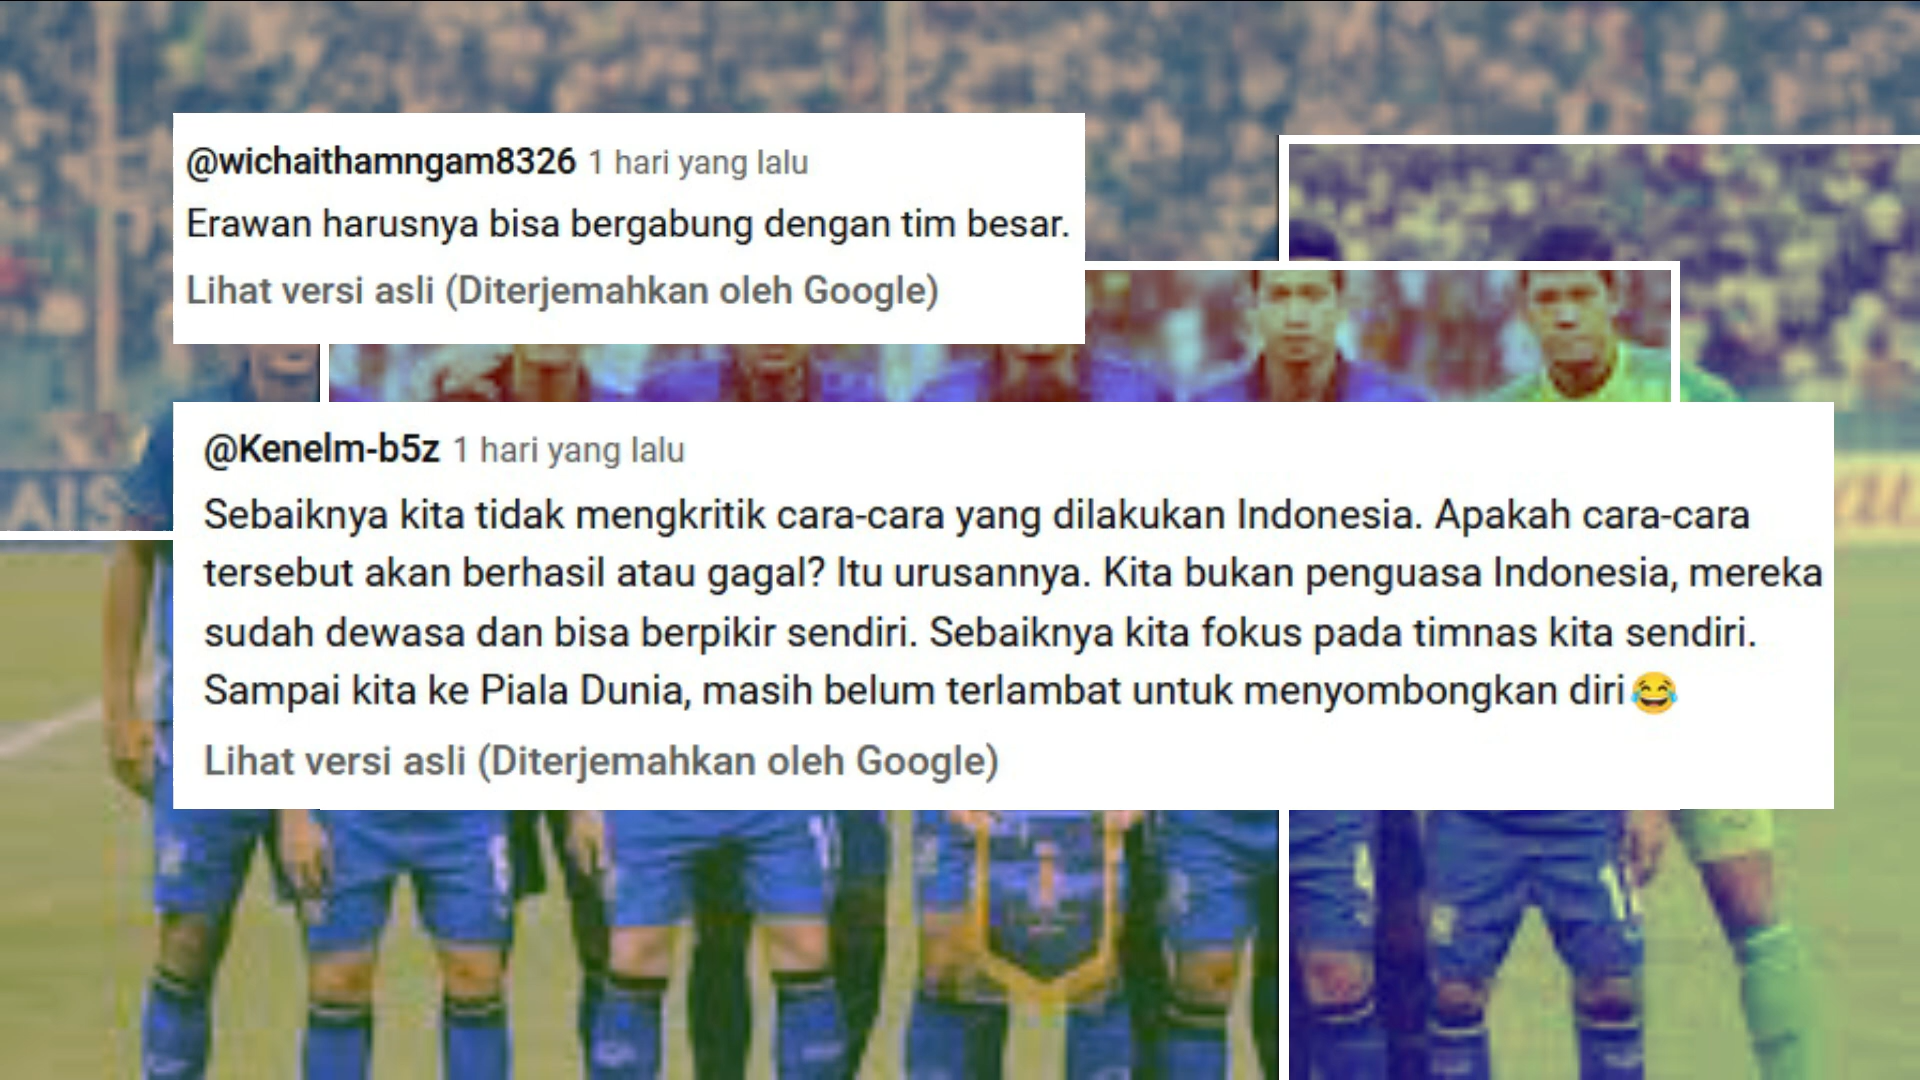 @wichaithamngam8326 1 hari yang lalu
Erawan harusnya bisa bergabung dengan tim besar.
Lihat versi asli (Diterjemahkan oleh Google)
@Kenelm-b5z 1 hari yang lalu
Sebaiknya kita tidak mengkritik cara-cara yang dilakukan Indonesia. Apakah cara-cara
tersebut akan berhasil atau gagal? Itu urusannya. Kita bukan penguasa Indonesia, mereka
sudah dewasa dan bisa berpikir sendiri. Sebaiknya kita fokus pada timnas kita sendiri.
Sampai kita ke Piala Dunia, masih belum terlambat untuk menyombongkan diri😂
Lihat versi asli (Diterjemahkan oleh Google)
AIS